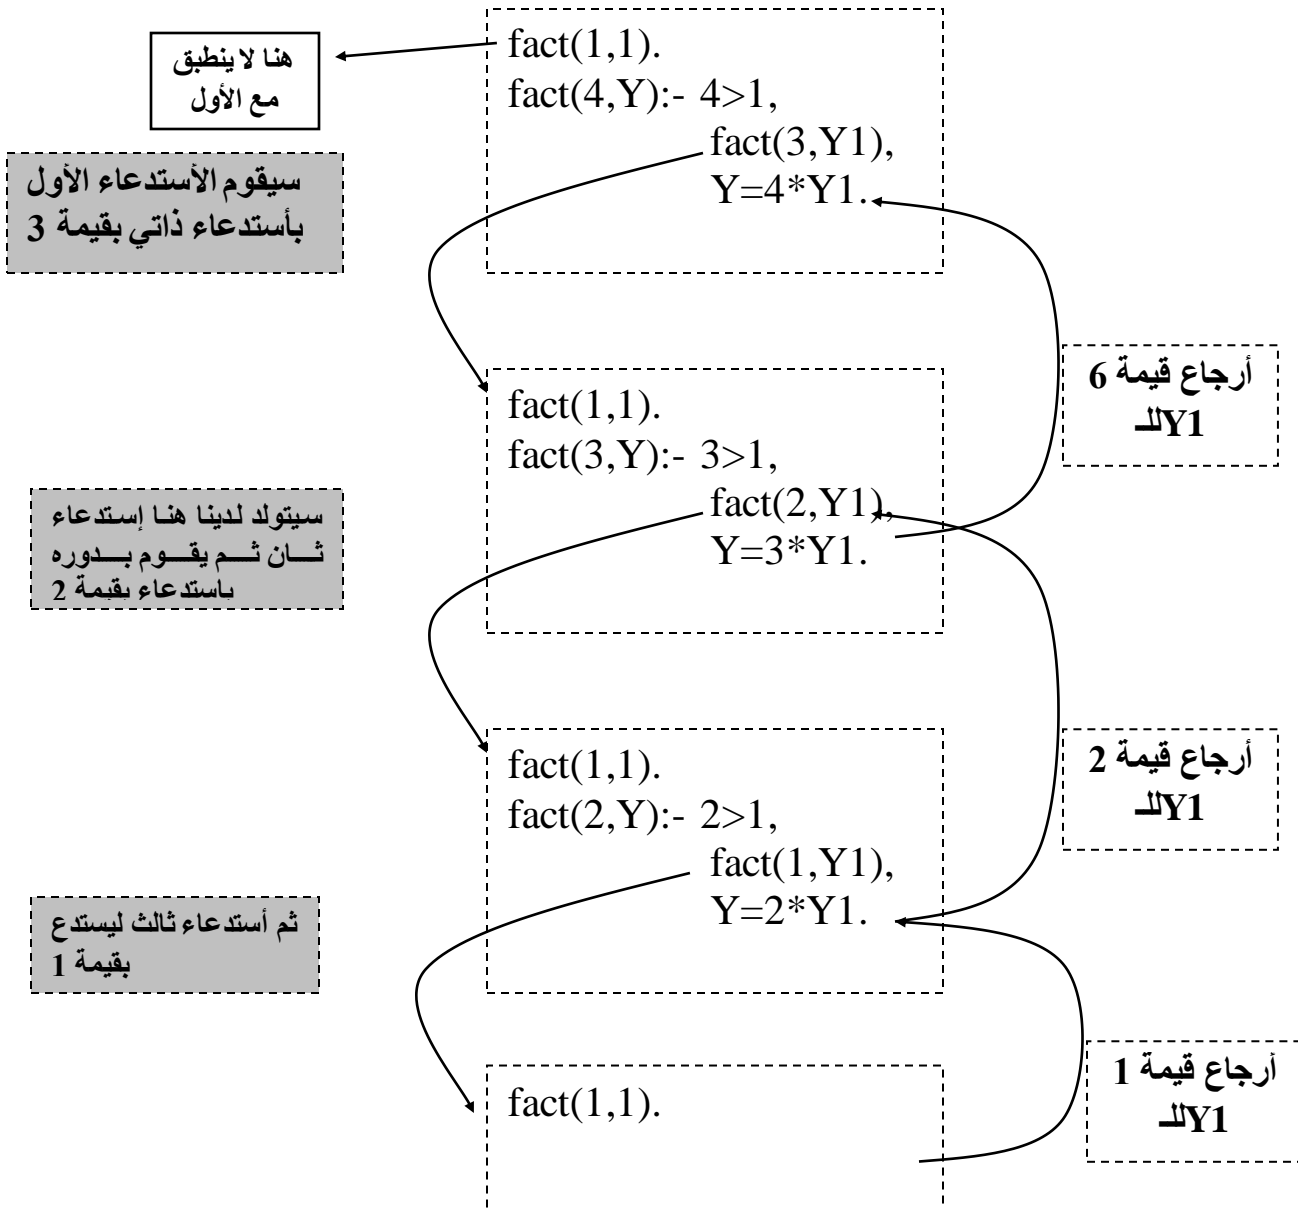 هنا لا ينطبق
مع الأول
fact(1,1).
fact(4,Y):- 4>1,
fact(3,Y1),
Y=4*Y1.
سيقوم الأستدعاء الأول
بأستدعاء ذاتي بقيمة 3
أرجاع قيمة 6
للـY1
fact(1,1).
fact(3,Y):- 3>1,
fact(2,Y1),
Y=3*Y1.
سيتولد لدينا هنا إستدعاء
ثـــان ثـــم يقـــوم بـــدوره
باستدعاء بقيمة 2
fact(1,1).
fact(2,Y):- 2>1,
fact(1,Y1),
Y=2*Y1.
أرجاع قيمة 2
للـY1
ثم أستدعاء ثالث ليستدع
بقيمة 1
fact(1,1).
أرجاع قيمة 1
للـY1